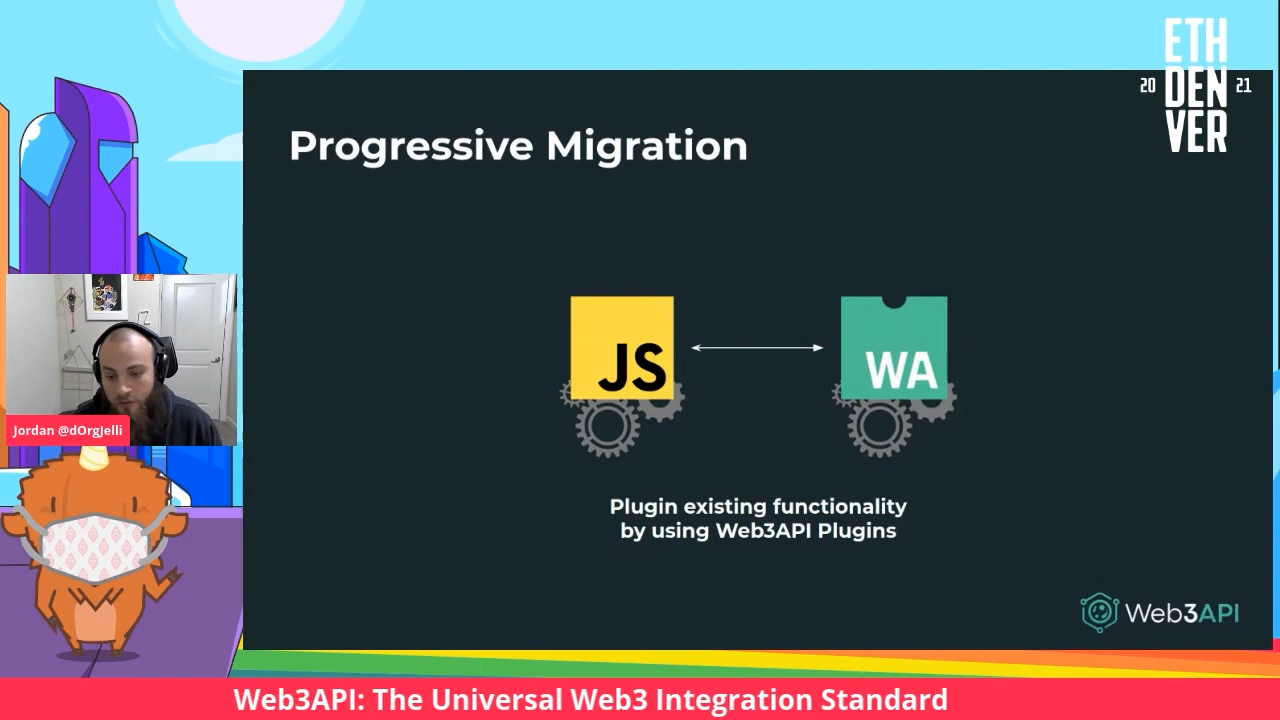 ETH
20 DEN 21
VER
Progressive Migration
JS
WA
Plugin existing functionality
by using Web3API Plugins
Jordan @dOrgJelli
Web3API
Web3API: The Universal Web3 Integration Standard